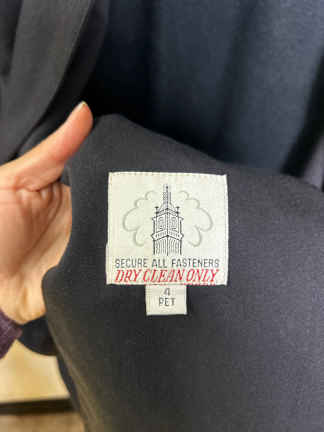 SECURE ALL FASTENERS
DRY CLEAN ONLY
4
PET